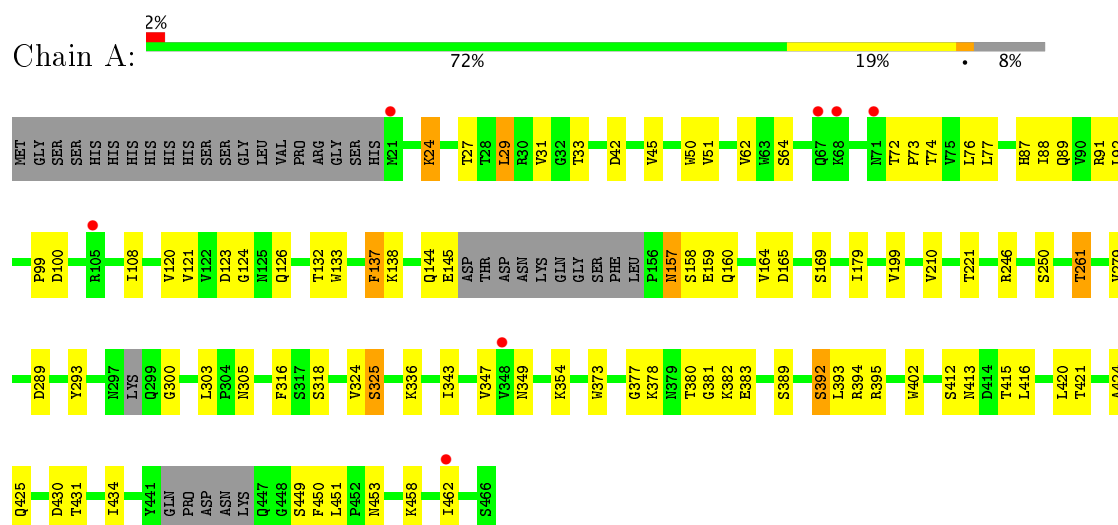 2%
Chain A:
72% 19% • 8%
MET GLY SER SER HIS HIS HIS HIS HIS HIS SER SER GLY LEU VAL PRO ARG GLY SER HIS M21 K24 T27 T28 L29 R30 V31 G32 T33 D42 V45 W50 V51 V62 W63 S64 Q67 K68 N71 T72 P73 T74 V75 L76 L77 H87 I88 Q89 V90 R91
P99 D100 R105 I108 V120 V121 V122 D123 G124 N125 Q126 T132 W133 F137 K138 Q144 E145 ASP THR ASP ASN LYS GLN GLY SER PHE LEU P156 N157 S158 E159 Q160 V164 D165 S169 I179 V199 V210 T221 R246 S250 T261
D289 Y293 N297 LYS Q299 G300 L303 P304 N305 F316 S317 S318 V324 S325 K336 I343 V347 V348 N349 K354 W373 G377 K378 N379 T380 G381 K382 E383 S389 S392 L393 R394 R395 W402 S412 N413 D414 T415 L416 L420 T421
Q425 D430 T431 I434 Y441 GLN PRO ASP ASN LYS Q447 G448 S449 F450 L451 P452 N453 K458 I462 S466